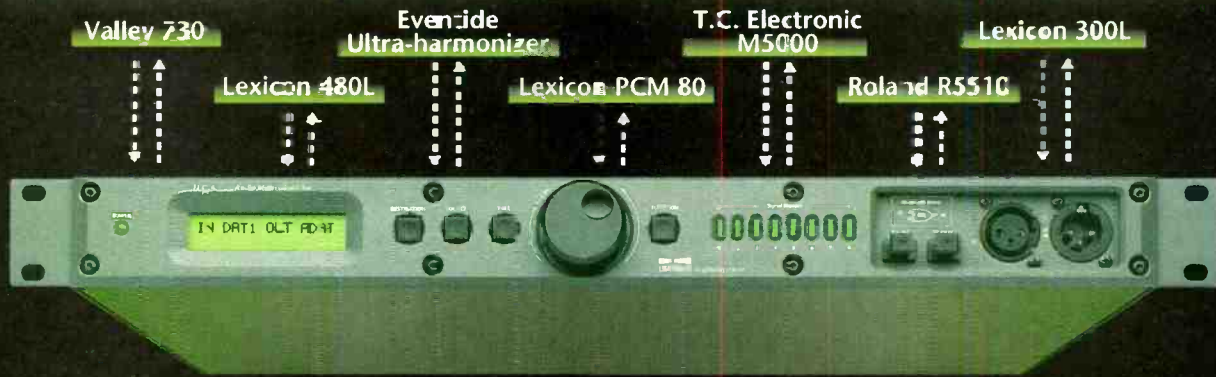 Valley 730
Eventide
Ultra-harmonizer
T.C. Electronic
M5000
Lexicon 300L
Lexicon 480L
Lexicon PCM 80
Roland R5510
IN DAT1 OUT ADAT